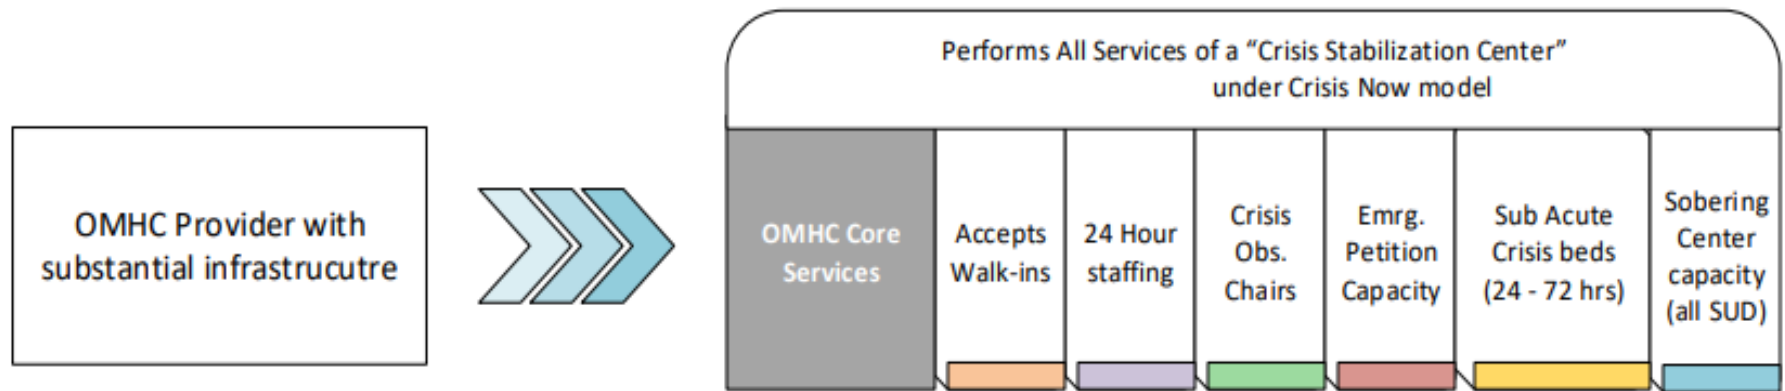 OMHC Provider with
substantial infrastrucutre
Performs All Services of a “Crisis Stabilization Center”
under Crisis Now model
OMHC Core
Services
Accepts
Walk-ins
24 Hour
staffing
Crisis
Obs.
Chairs
Emrg.
Petition
Capacity
Sub Acute
Crisis beds
(24 - 72 hrs)
Sobering
Center
capacity
(all SUD)